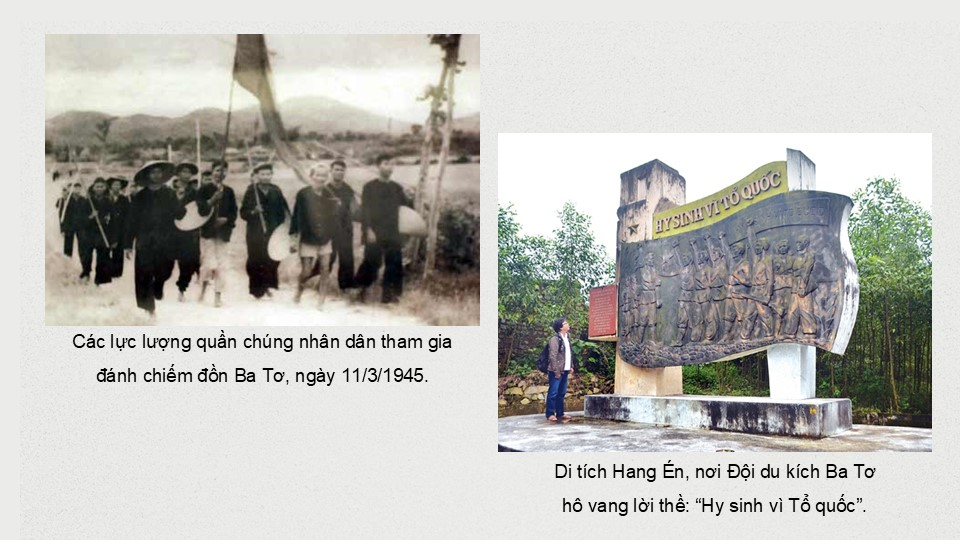 Các lực lượng quần chúng nhân dân tham gia
đánh chiếm đồn Ba Tơ, ngày 11/3/1945.
HY SINH VÌ TỔ QUỐC
Di tích Hang Én, nơi Đội du kích Ba Tơ
hô vang lời thề: “Hy sinh vì Tổ quốc”.